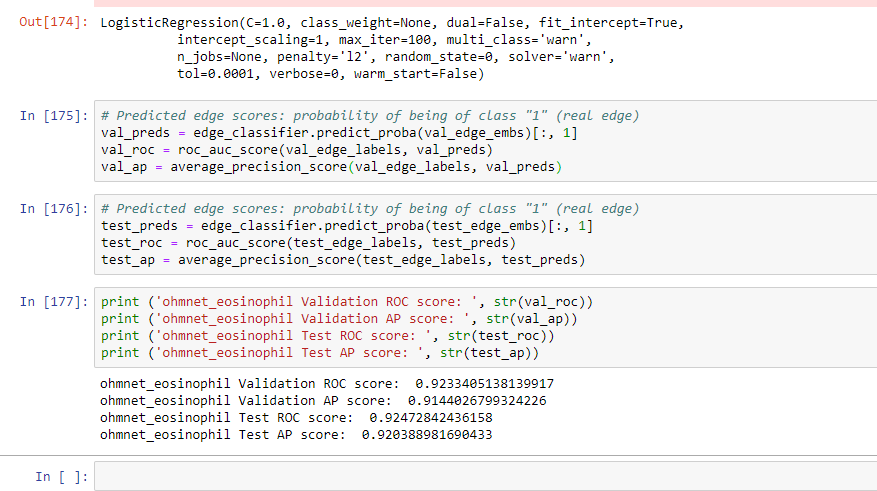 Out[174]: LogisticRegression(C=1.0, class_weight=None, dual=False, fit_intercept=True,
intercept_scaling=1, max_iter=100, multi_class='warn',
n_jobs=None, penalty='l2', random_state=0, solver='warn',
tol=0.0001, verbose=0, warm_start=False)
In [175]: # Predicted edge scores: probability of being of class "1" (real edge)
val_preds = edge_classifier.predict_proba(val_edge_embs)[:, 1]
val_roc = roc_auc_score(val_edge_labels, val_preds)
val_ap = average_precision_score(val_edge_labels, val_preds)
In [176]: # Predicted edge scores: probability of being of class "1" (real edge)
test_preds = edge_classifier.predict_proba(test_edge_embs)[:, 1]
test_roc = roc_auc_score(test_edge_labels, test_preds)
test_ap = average_precision_score(test_edge_labels, test_preds)
In [177]: print ('ohmnet_eosinophil Validation ROC score: ', str(val_roc))
print ('ohmnet_eosinophil Validation AP score: ', str(val_ap))
print ('ohmnet_eosinophil Test ROC score: ', str(test_roc))
print ('ohmnet_eosinophil Test AP score: ', str(test_ap))
ohmnet_eosinophil Validation ROC score:  0.9233405138139917
ohmnet_eosinophil Validation AP score:  0.9144026799324226
ohmnet_eosinophil Test ROC score:  0.92472842436158
ohmnet_eosinophil Test AP score:  0.920388981690433
In [ ]: